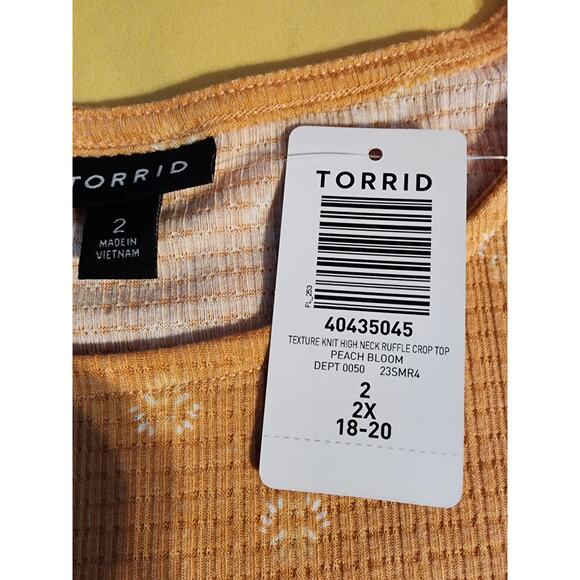 TORRID
2
MADE IN
VIETNAM
TORRID
FL_253
40435045
TEXTURE KNIT HIGH NECK RUFFLE CROP TOP
PEACH BLOOM
DEPT 0050 23SMR4
2
2X
18-20